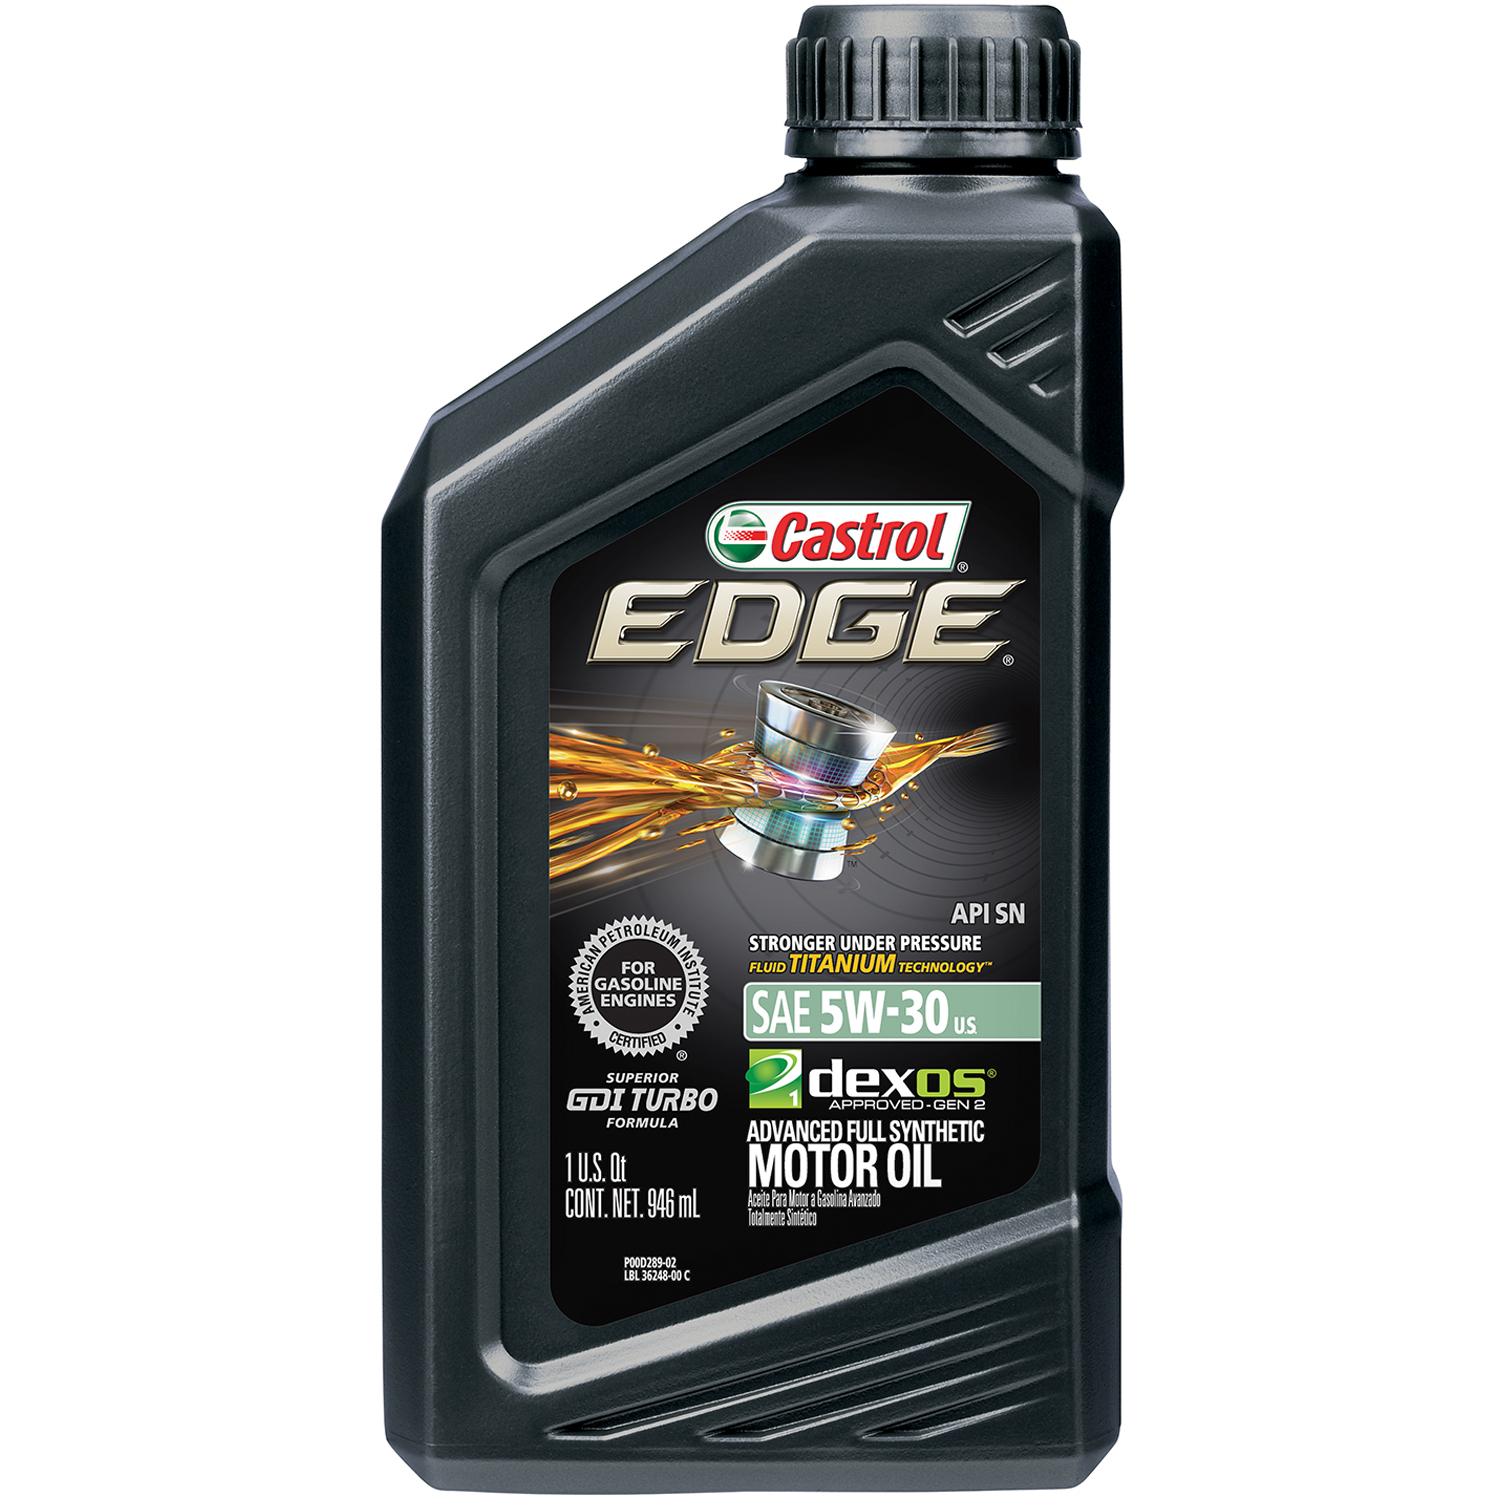 Castrol®
EDGE®
™
API SN
STRONGER UNDER PRESSURE
FLUID TITANIUM TECHNOLOGY™
SAE 5W-30 U.S.
1 dexos®
APPROVED-GEN 2
ADVANCED FULL SYNTHETIC
MOTOR OIL
Aceite Para Motor a Gasolina Avanzado
Totalmente Sintético
AMERICAN PETROLEUM INSTITUTE
FOR
GASOLINE
ENGINES
CERTIFIED
®
SUPERIOR
GDI TURBO
FORMULA
1 U.S. Qt
CONT. NET. 946 mL
P00D289-02
LBL 36248-00 C